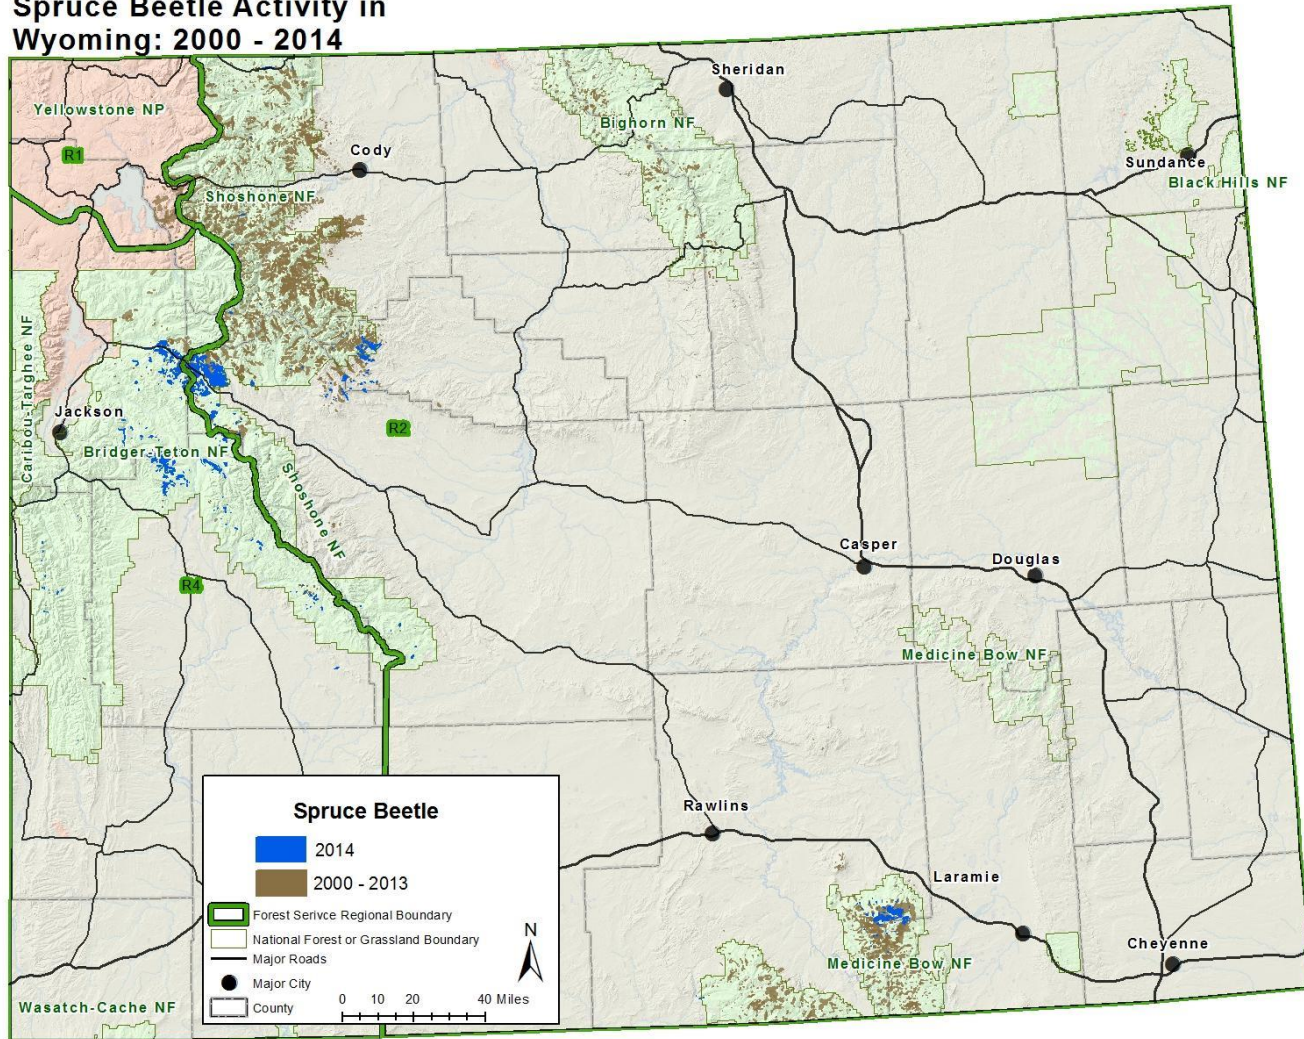 Spruce Beetle Activity in
Wyoming: 2000 - 2014
Sheridan
Yellowstone NP
Bighorn NF
R1
Cody
Sundance
Black Hills NF
Shoshone NF
Caribou-Targhee NF
Jackson
R2
Bridger-Teton NF
Shoshone NF
Casper
Douglas
R4
Medicine Bow NF
Rawlins
Laramie
Cheyenne
Medicine Bow NF
Wasatch-Cache NF
Spruce Beetle
2014
2000 - 2013
Forest Serivce Regional Boundary
National Forest or Grassland Boundary
Major Roads
Major City
County
N
0 10 20 40 Miles